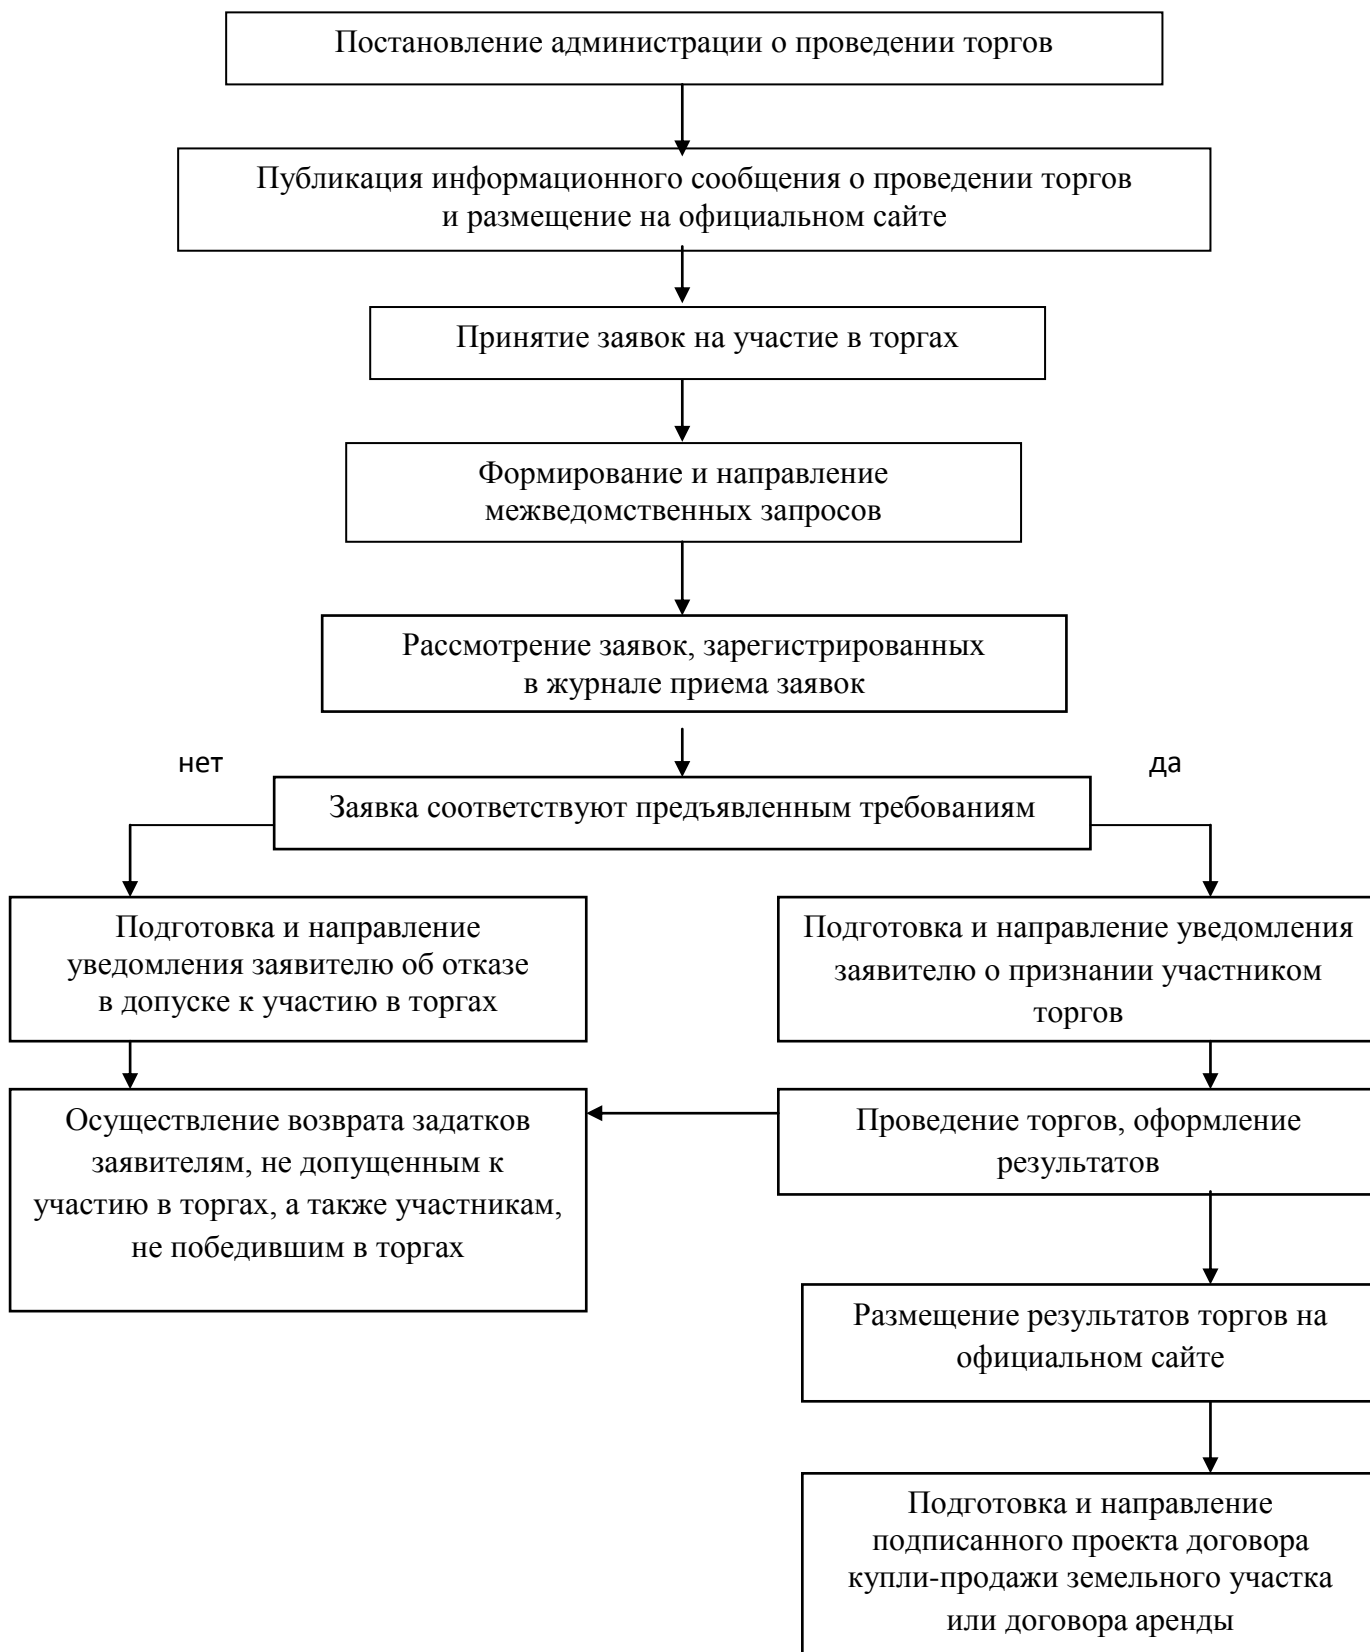 Постановление администрации о проведении торгов
Публикация информационного сообщения о проведении торгов
и размещение на официальном сайте
Принятие заявок на участие в торгах
Формирование и направление
межведомственных запросов
Рассмотрение заявок, зарегистрированных
в журнале приема заявок
нет
да
Заявка соответствуют предъявленным требованиям
Подготовка и направление
уведомления заявителю об отказе
в допуске к участию в торгах
Подготовка и направление уведомления
заявителю о признании участником
торгов
Осуществление возврата задатков
заявителям, не допущенным к
участию в торгах, а также участникам,
не победившим в торгах
Проведение торгов, оформление
результатов
Размещение результатов торгов на
официальном сайте
Подготовка и направление
подписанного проекта договора
купли-продажи земельного участка
или договора аренды